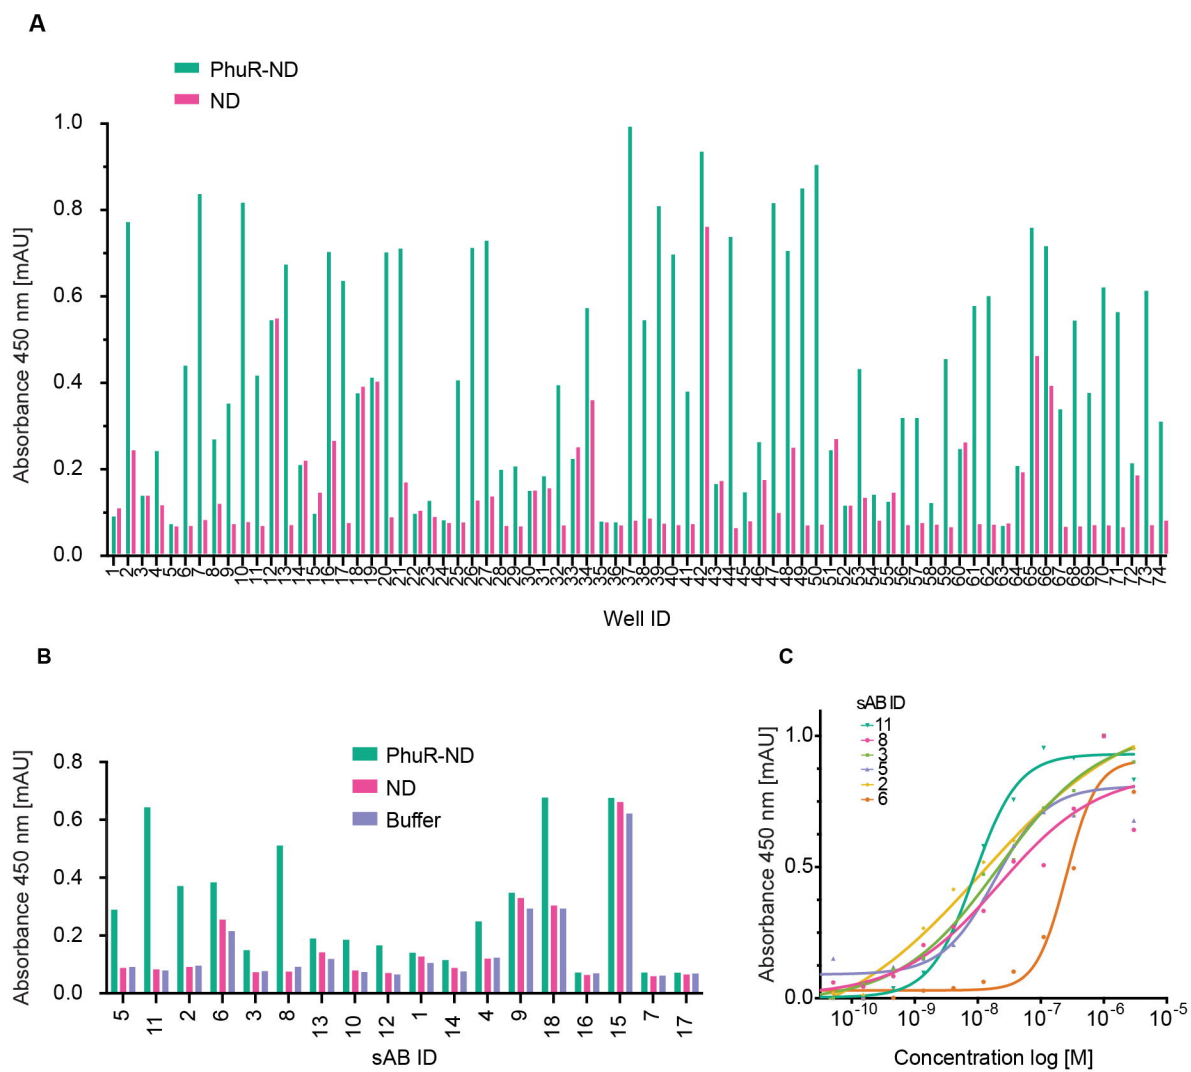 A
PhuR-ND
ND
1.0
0.8
0.6
0.4
0.2
0.0
Absorbance 450 nm [mAU]
1 2 3 4 5 6 7 8 9 10 11 12 13 14 15 16 17 18 19 20 21 22 23 24 25 26 27 28 29 30 31 32 33 34 35 36 37 38 39 40 41 42 43 44 45 46 47 48 49 50 51 52 53 54 55 56 57 58 59 60 61 62 63 64 65 66 67 68 69 70 71 72 73 74
Well ID
B
PhuR-ND
ND
Buffer
0.8
0.6
0.4
0.2
0.0
Absorbance 450 nm [mAU]
5 11 2 6 3 8 13 10 12 1 14 4 9 18 16 15 7 17
sAB ID
C
sAB ID
11
8
3
5
2
6
1.0
0.5
0.0
Absorbance 450 nm [mAU]
10-10 10-9 10-8 10-7 10-6 10-5
Concentration log [M]